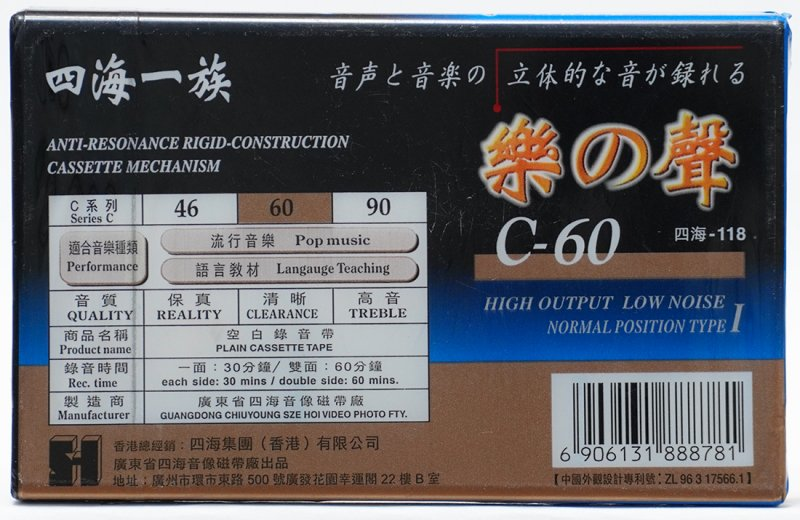 四海一族
音声と音楽の 立体的な音が録れる
樂の聲
ANTI-RESONANCE RIGID-CONSTRUCTION
CASSETTE MECHANISM
C-60 四海-118
HIGH OUTPUT LOW NOISE
NORMAL POSITION TYPE I
C 系列 46 60 90
Series C
適合音樂種類 流行音樂 Pop music
Performance 語言教材 Langauge Teaching
音質 保真 清晰 高音
QUALITY REALITY CLEARANCE TREBLE
商品名稱 空白錄音帶
Product name PLAIN CASSETTE TAPE
錄音時間 一面：30分鐘/ 雙面：60分鐘
Rec. time each side: 30 mins / double side: 60 mins.
製造商 廣東省四海音像磁帶廠
Manufacturer GUANGDONG CHIUYOUNG SZE HOI VIDEO PHOTO FTY.
SH
香港總經銷：四海集團（香港）有限公司
廣東省四海音像磁帶廠出品
地址：廣州市環市東路500號廣發花園幸運閣22樓B室
6 906131 888781
【中國外觀設計專利號：ZL 96 3 17566.1】